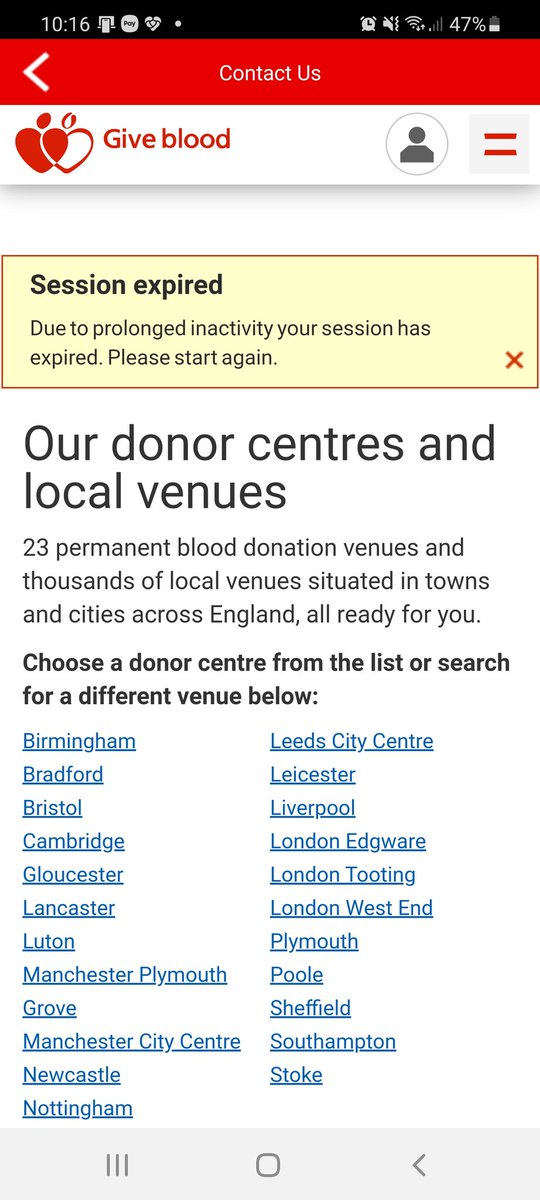 10:16 Pay 47%
Contact Us
Give blood
Session expired
Due to prolonged inactivity your session has
expired. Please start again.
Our donor centres and
local venues
23 permanent blood donation venues and
thousands of local venues situated in towns
and cities across England, all ready for you.
Choose a donor centre from the list or search
for a different venue below:
Birmingham
Bradford
Bristol
Cambridge
Gloucester
Lancaster
Luton
Manchester Plymouth
Grove
Manchester City Centre
Newcastle
Nottingham
Leeds City Centre
Leicester
Liverpool
London Edgware
London Tooting
London West End
Plymouth
Poole
Sheffield
Southampton
Stoke